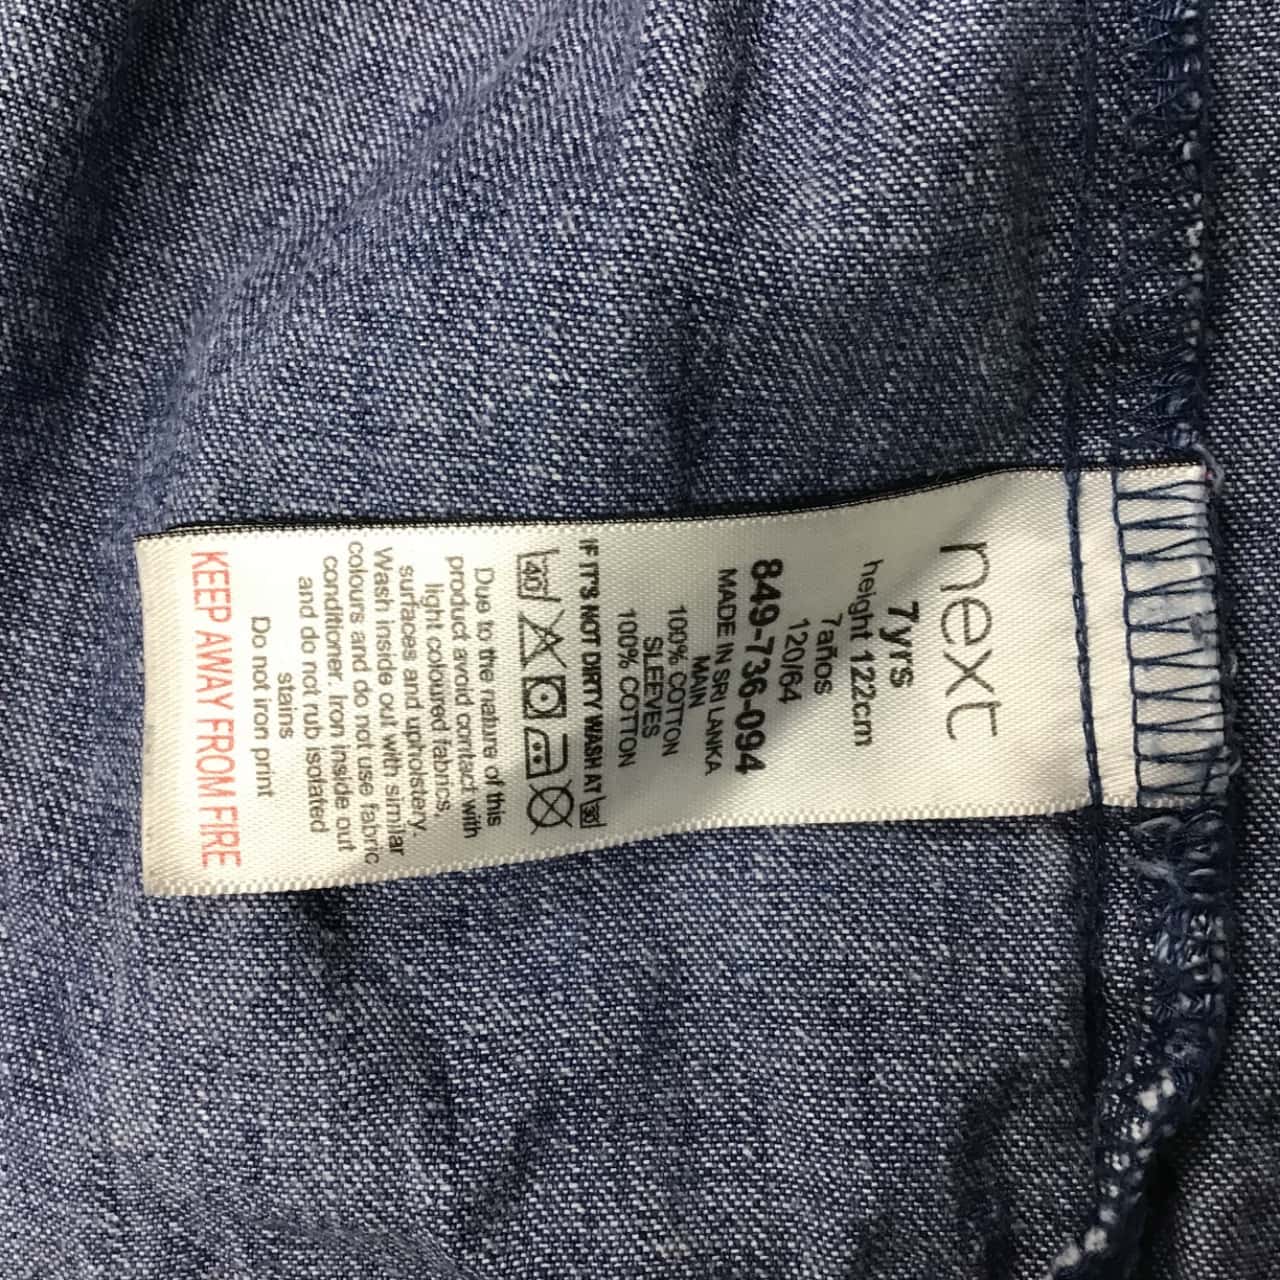 next
7yrs
height 122cm
7años
120/64
849-736-094
MADE IN SRI LANKA
MAIN
100% COTTON
SLEEVES
100% COTTON
IF IT'S NOT DIRTY WASH AT 30
40
Due to the nature of this
product avoid contact with
light coloured fabrics,
surfaces and upholstery.
Wash inside out with similar
colours and do not use fabric
conditioner. Iron inside out
and do not rub isolated
stains
Do not iron print
KEEP AWAY FROM FIRE